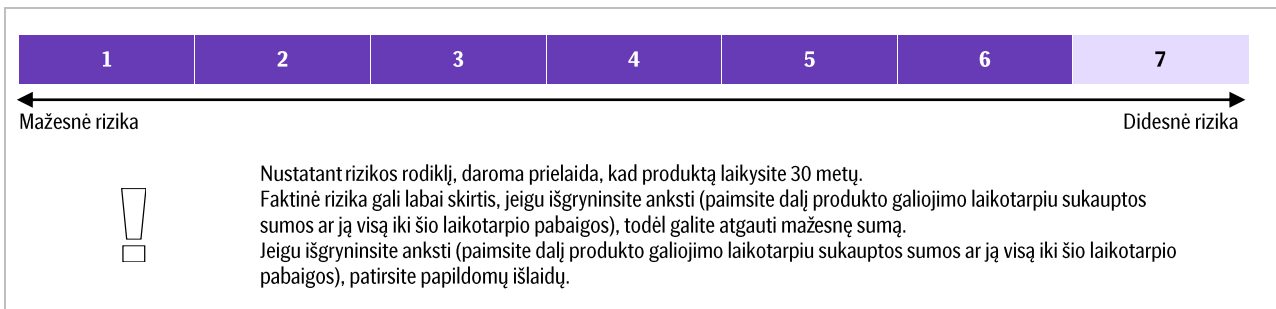 1 2 3 4 5 6 7
Mažesnė rizika Didesnė rizika
Nustatant rizikos rodiklį, daroma prielaida, kad produktą laikysite 30 metų.
Faktinė rizika gali labai skirtis, jeigu išgryninsite anksti (paimsite dalį produkto galiojimo laikotarpiu sukauptos
sumos ar ją visą iki šio laikotarpio pabaigos), todėl galite atgauti mažesnę sumą.
Jeigu išgryninsite anksti (paimsite dalį produkto galiojimo laikotarpiu sukauptos sumos ar ją visą iki šio laikotarpio
pabaigos), patirsite papildomų išlaidų.